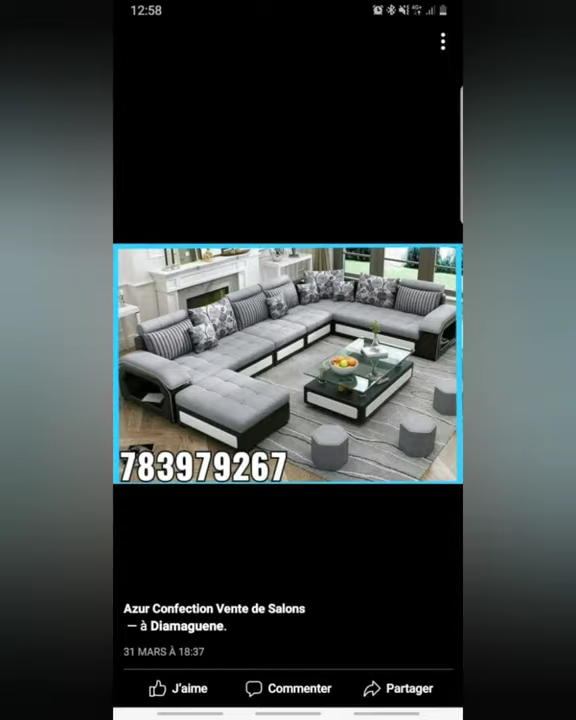 12:58
783979267
Azur Confection Vente de Salons
— à Diamaguene.
31 MARS À 18:37
J'aime
Commenter
Partager